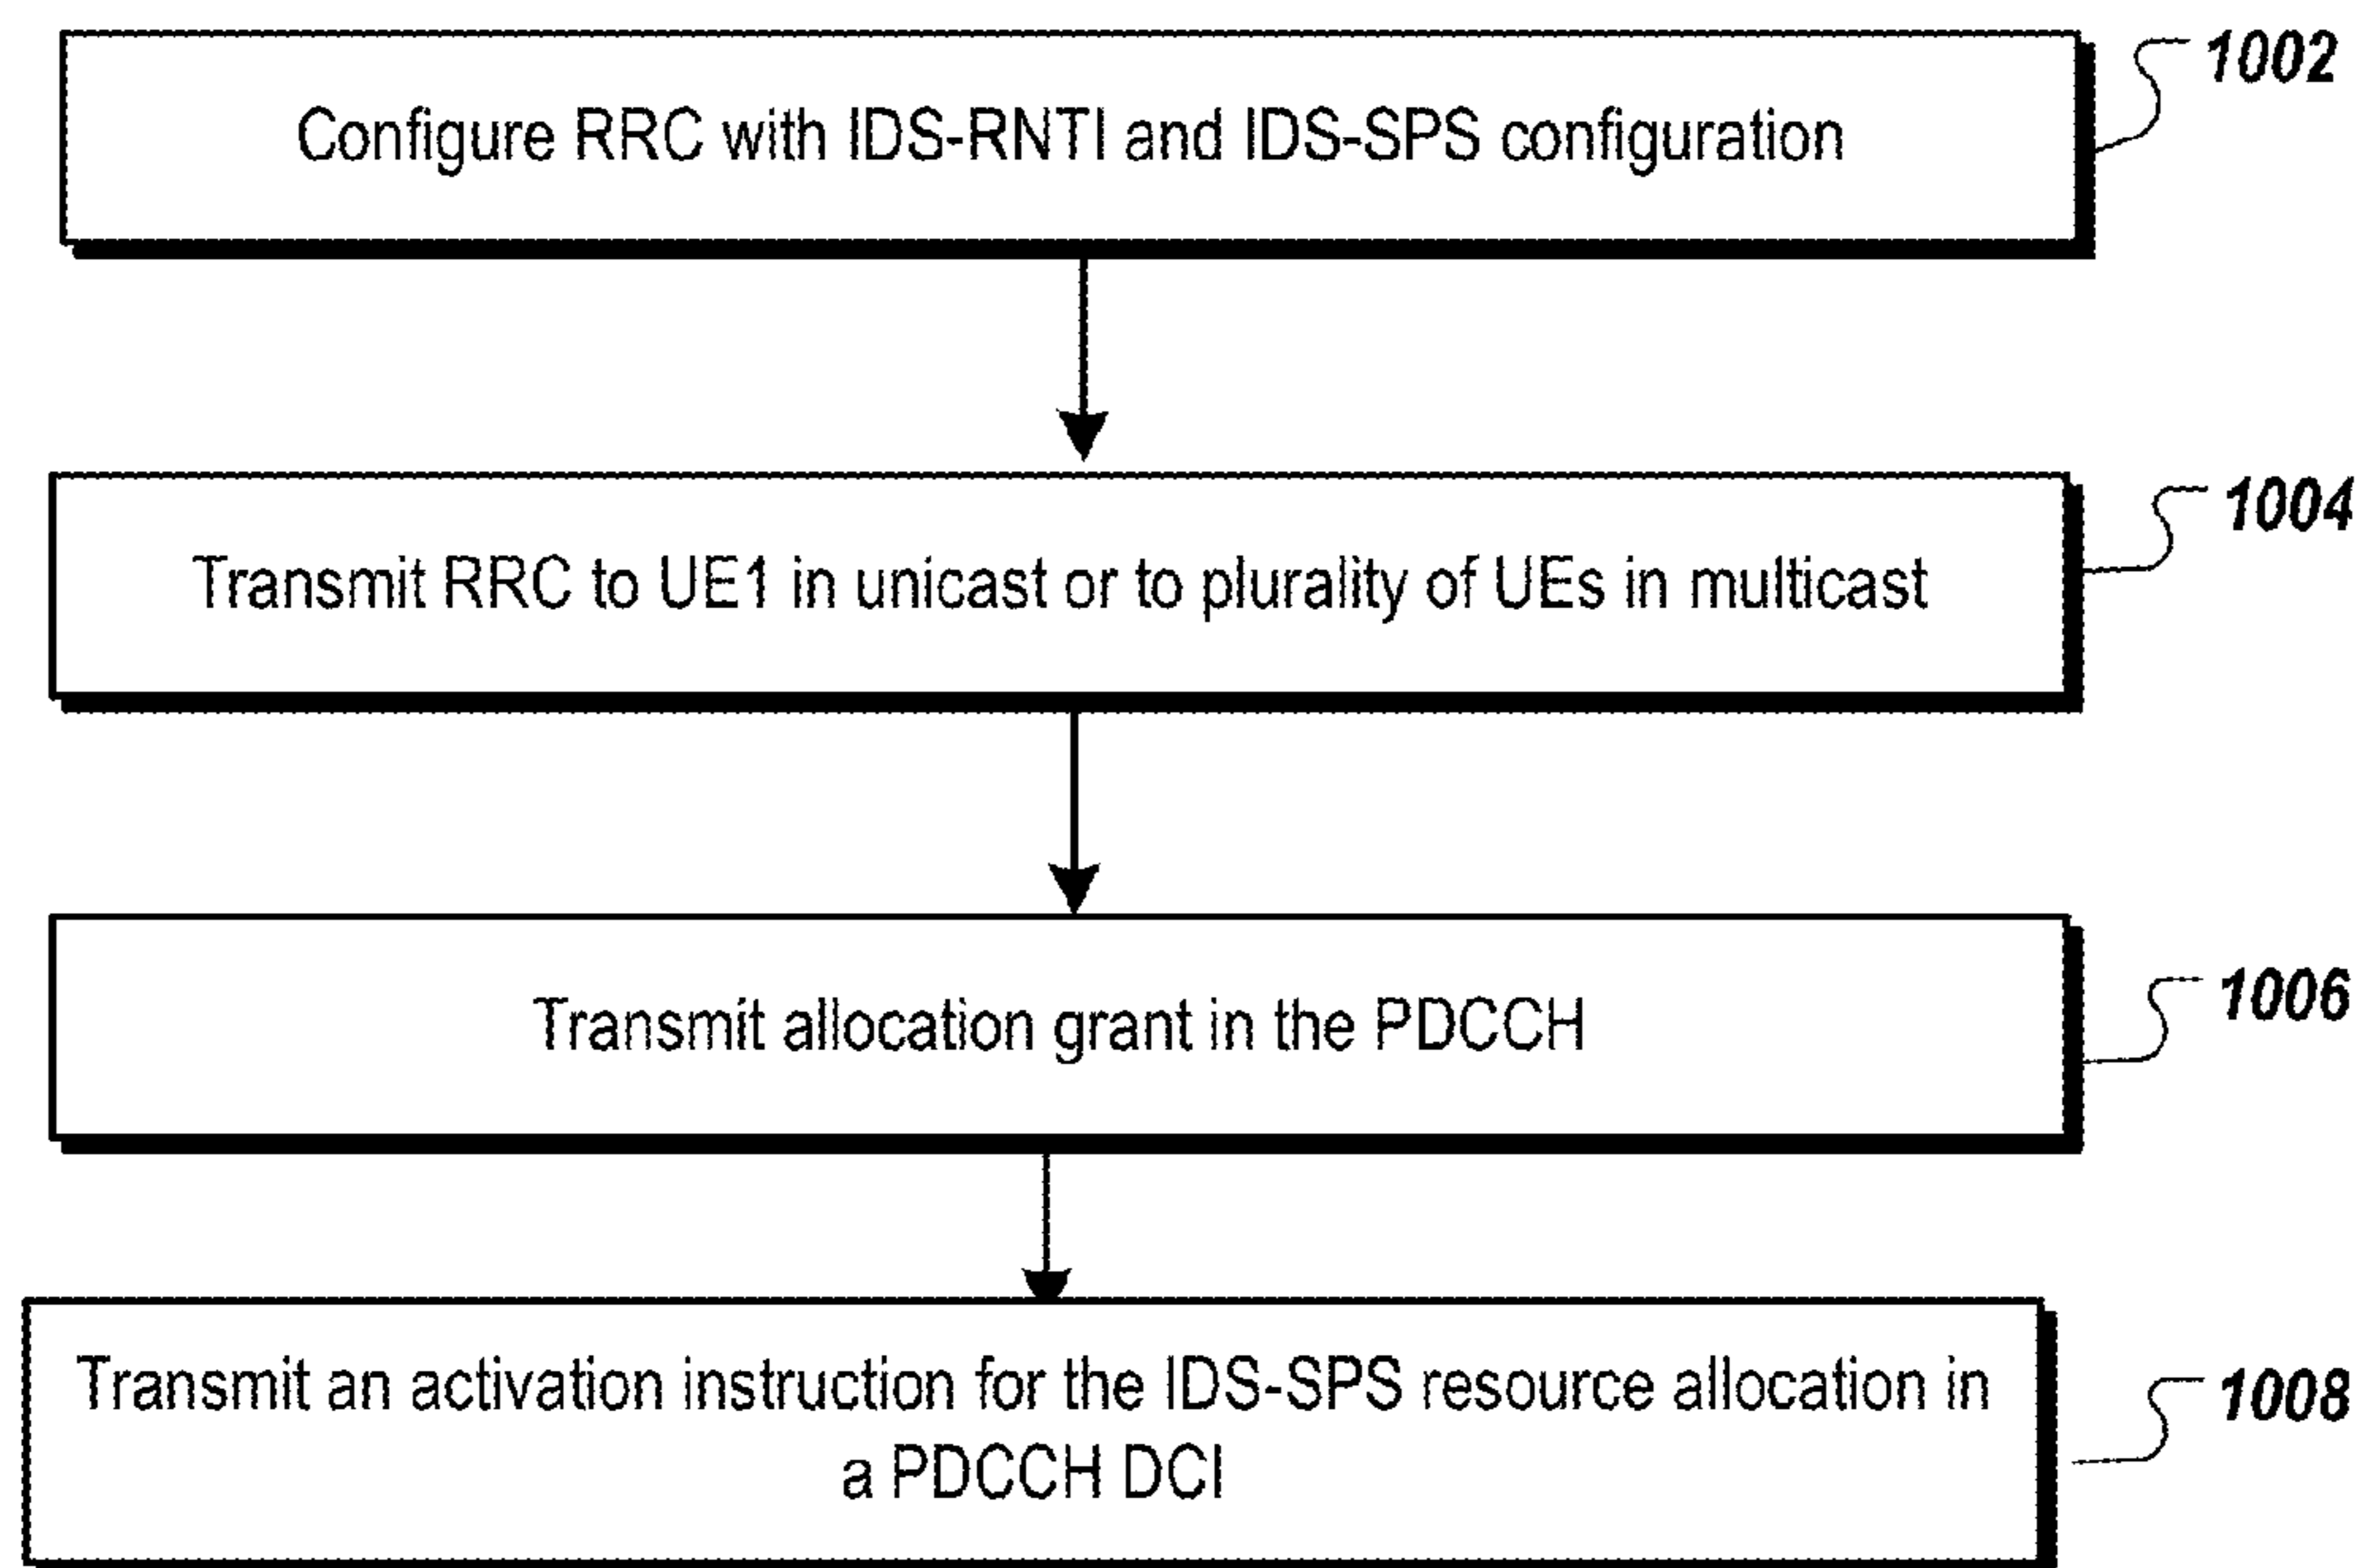 Configure RRC with IDS-RNTI and IDS-SPS configuration
1002
Transmit RRC to UE1 in unicast or to plurality of UEs in multicast
1004
Transmit allocation grant in the PDCCH
1006
Transmit an activation instruction for the IDS-SPS resource allocation in
a PDCCH DCI
1008